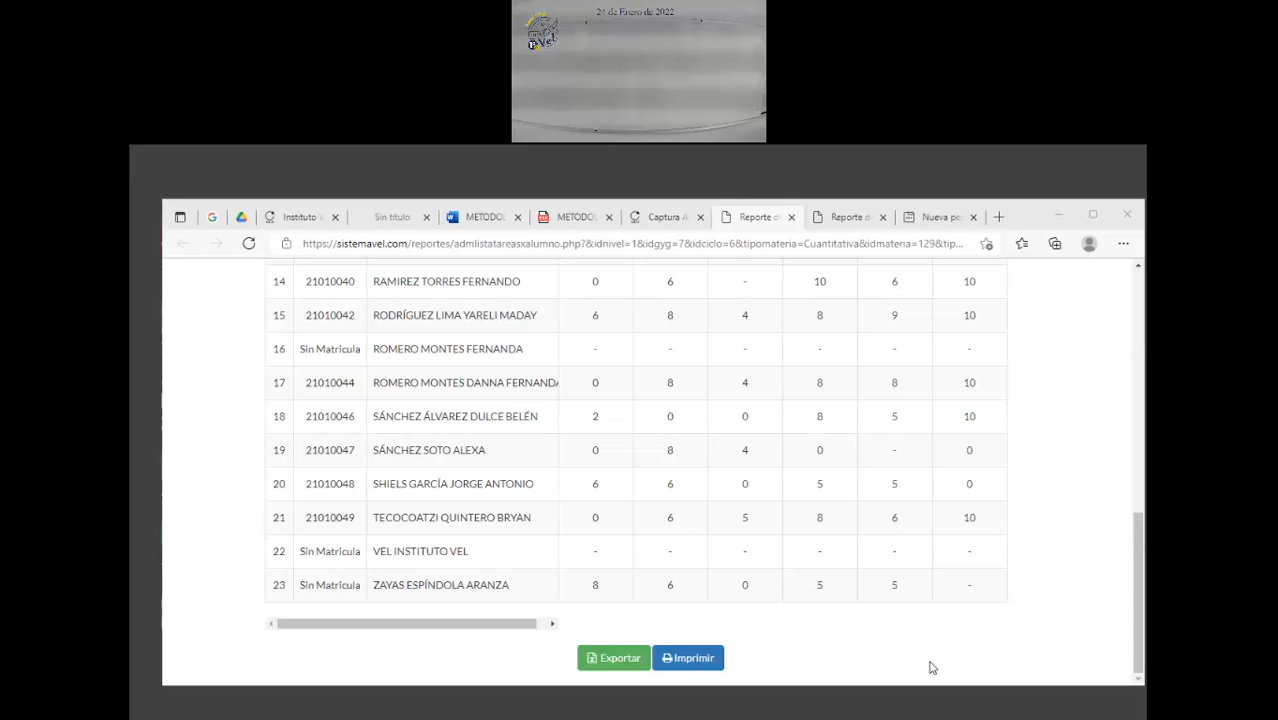 24 de Enero de 2022
Vel
Instituto V
Sin título
METODOL
METODOL
Captura A
Reporte d
Reporte de
Nueva pe
https://sistemavel.com/reportes/admlistatareasxalumno.php?&idnivel=1&idgyg=7&idciclo=6&tipomateria=Cuantitativa&idmateria=129&tip...
14 21010040 RAMIREZ TORRES FERNANDO 0 6 - 10 6 10
15 21010042 RODRÍGUEZ LIMA YARELI MADAY 6 8 4 8 9 10
16 Sin Matricula ROMERO MONTES FERNANDA - - - - - -
17 21010044 ROMERO MONTES DANNA FERNANDA 0 8 4 8 8 10
18 21010046 SÁNCHEZ ÁLVAREZ DULCE BELÉN 2 0 0 8 5 10
19 21010047 SÁNCHEZ SOTO ALEXA 0 8 4 0 - 0
20 21010048 SHIELS GARCÍA JORGE ANTONIO 6 6 0 5 5 0
21 21010049 TECOCOATZI QUINTERO BRYAN 0 6 5 8 6 10
22 Sin Matricula VEL INSTITUTO VEL - - - - - -
23 Sin Matricula ZAYAS ESPÍNDOLA ARANZA 8 6 0 5 5 -
Exportar
Imprimir